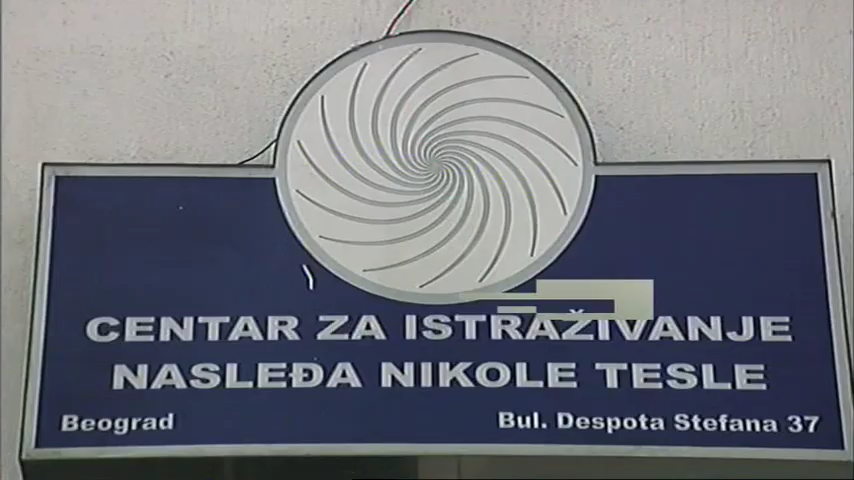 CENTAR ZA ISTRAŽIVANJE
NASLEĐA NIKOLE TESLE
Beograd
Bul. Despota Stefana 37